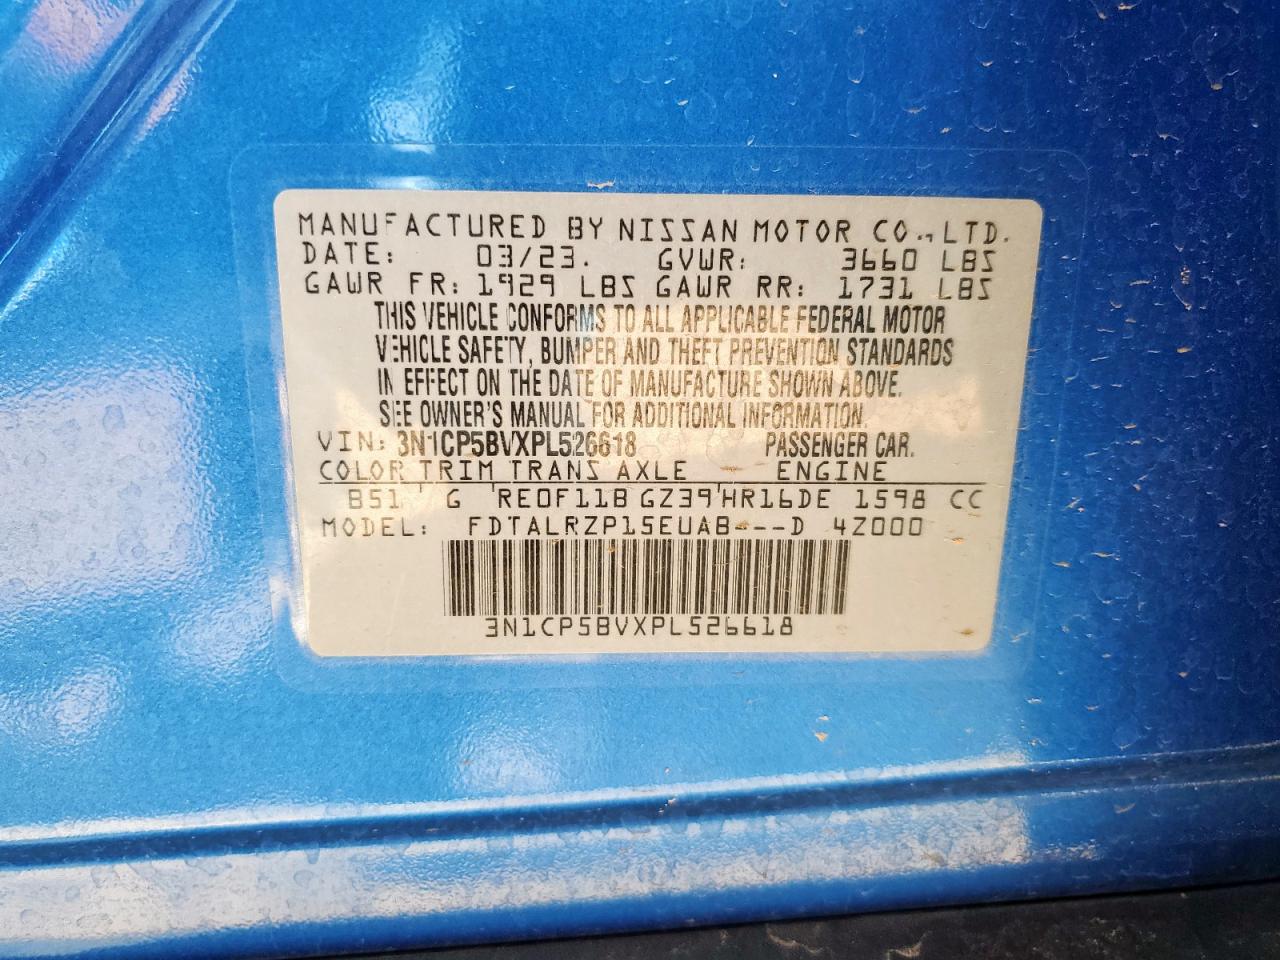 MANUFACTURED BY NISSAN MOTOR CO., LTD.
DATE: 03/23. GVWR: 3660 LBS
GAWR FR: 1929 LBS GAWR RR: 1731 LBS
THIS VEHICLE CONFORMS TO ALL APPLICABLE FEDERAL MOTOR
VEHICLE SAFETY, BUMPER AND THEFT PREVENTION STANDARDS
IN EFFECT ON THE DATE OF MANUFACTURE SHOWN ABOVE.
SEE OWNER'S MANUAL FOR ADDITIONAL INFORMATION.
VIN: 3N1CP5BVXPL526618 PASSENGER CAR.
COLOR TRIM TRANS AXLE ENGINE
B51 G RE0F11B GZ39 HR16DE 1598 CC
MODEL: FDTALRZP15EUAB---D 4Z000
3N1CP5BVXPL526618